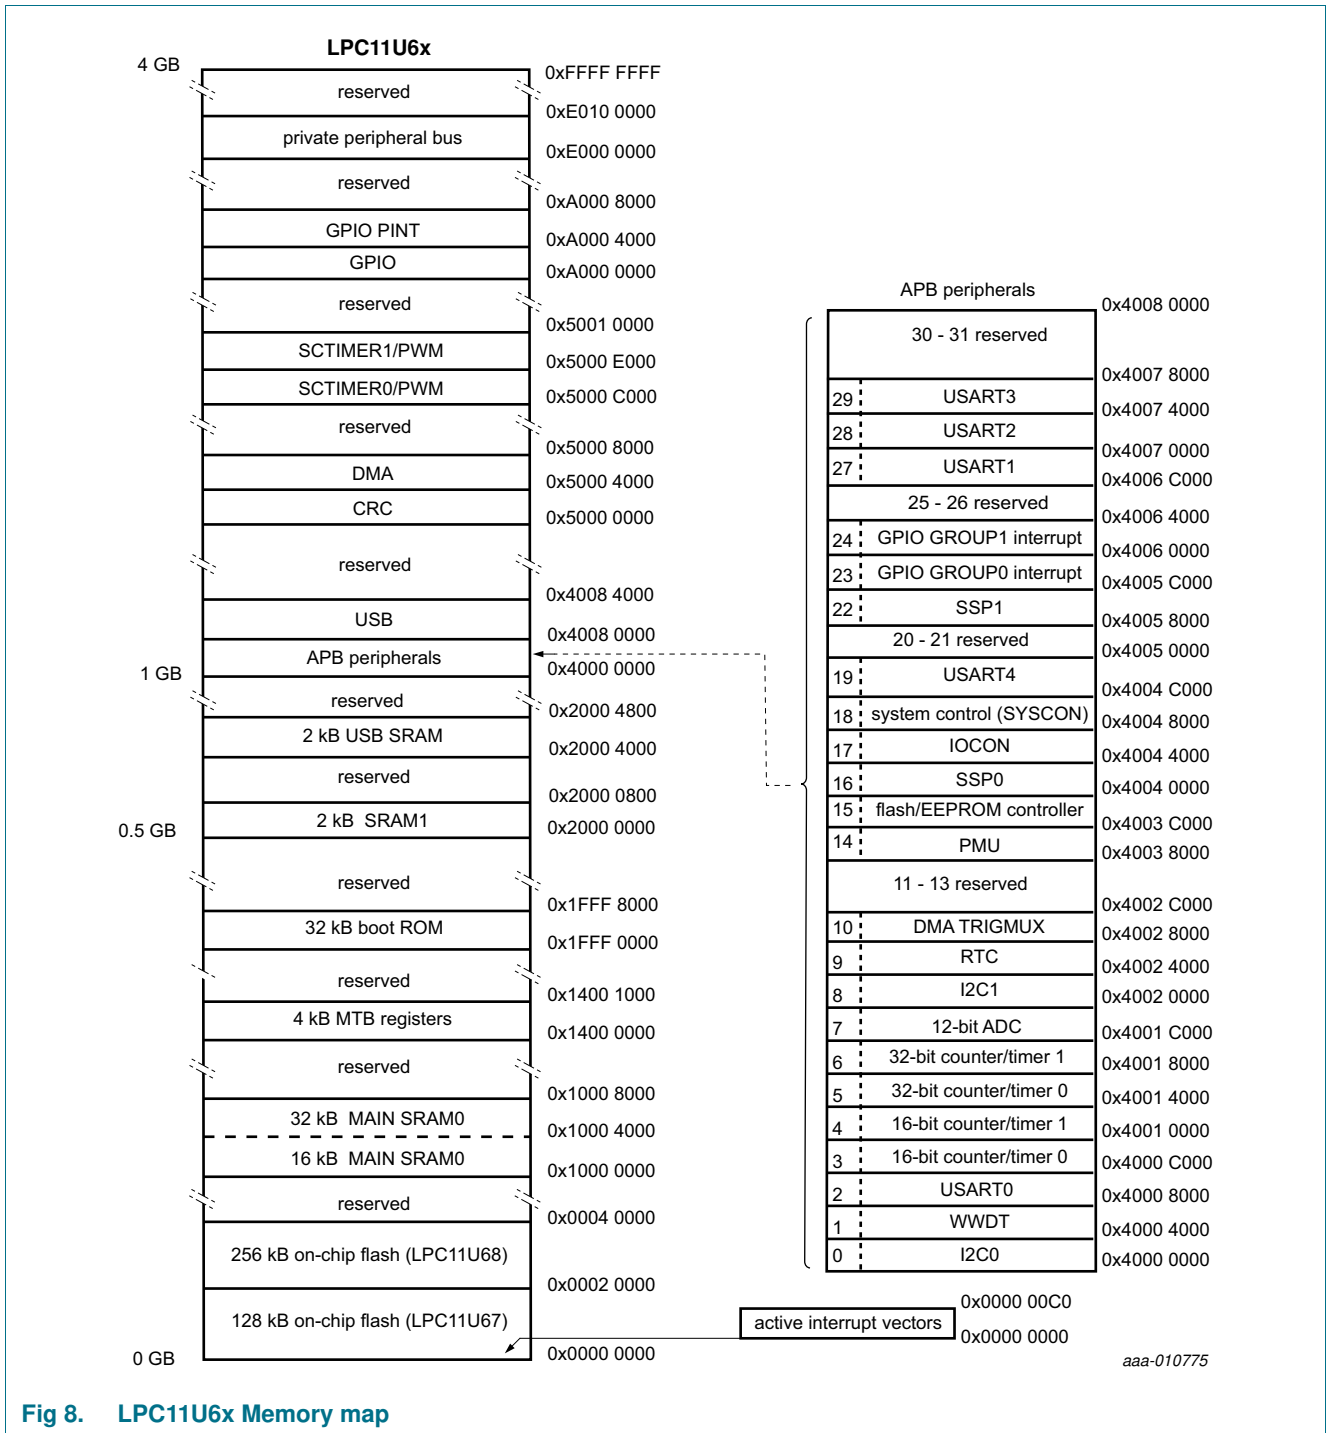 LPC11U6x
4 GB
0xFFFF FFFF
reserved
0xE010 0000
private peripheral bus
0xE000 0000
reserved
0xA000 8000
GPIO PINT
0xA000 4000
GPIO
0xA000 0000
reserved
0x5001 0000
SCTIMER1/PWM
0x5000 E000
SCTIMER0/PWM
0x5000 C000
reserved
0x5000 8000
DMA
0x5000 4000
CRC
0x5000 0000
reserved
0x4008 4000
USB
0x4008 0000
APB peripherals
0x4000 0000
1 GB
reserved
0x2000 4800
2 kB USB SRAM
0x2000 4000
reserved
0x2000 0800
2 kB SRAM1
0x2000 0000
0.5 GB
reserved
0x1FFF 8000
32 kB boot ROM
0x1FFF 0000
reserved
0x1400 1000
4 kB MTB registers
0x1400 0000
reserved
0x1000 8000
32 kB MAIN SRAM0
0x1000 4000
16 kB MAIN SRAM0
0x1000 0000
reserved
0x0004 0000
256 kB on-chip flash (LPC11U68)
0x0002 0000
128 kB on-chip flash (LPC11U67)
0x0000 0000
0 GB
APB peripherals
0x4008 0000
30 - 31 reserved
0x4007 8000
29 USART3
0x4007 4000
28 USART2
0x4007 0000
27 USART1
0x4006 C000
25 - 26 reserved
0x4006 4000
24 GPIO GROUP1 interrupt
0x4006 0000
23 GPIO GROUP0 interrupt
0x4005 C000
22 SSP1
0x4005 8000
20 - 21 reserved
0x4005 0000
19 USART4
0x4004 C000
18 system control (SYSCON)
0x4004 8000
17 IOCON
0x4004 4000
16 SSP0
0x4004 0000
15 flash/EEPROM controller
0x4003 C000
14 PMU
0x4003 8000
11 - 13 reserved
0x4002 C000
10 DMA TRIGMUX
0x4002 8000
9 RTC
0x4002 4000
8 I2C1
0x4002 0000
7 12-bit ADC
0x4001 C000
6 32-bit counter/timer 1
0x4001 8000
5 32-bit counter/timer 0
0x4001 4000
4 16-bit counter/timer 1
0x4001 0000
3 16-bit counter/timer 0
0x4000 C000
2 USART0
0x4000 8000
1 WWDT
0x4000 4000
0 I2C0
0x4000 0000
0x0000 00C0
active interrupt vectors
0x0000 0000
aaa-010775
Fig 8. LPC11U6x Memory map